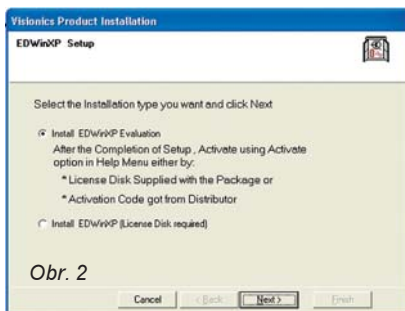 Visionics Product Installation
EDWinXP Setup
Select the Installation type you want and click Next
Install EDWinXP Evaluation
After the Completion of Setup , Activate using Activate
option in Help Menu either by:
* License Disk Supplied with the Package or
* Activation Code got from Distributor
Install EDWinXP (License Disk required)
Obr. 2
Cancel < Back Next > Finish